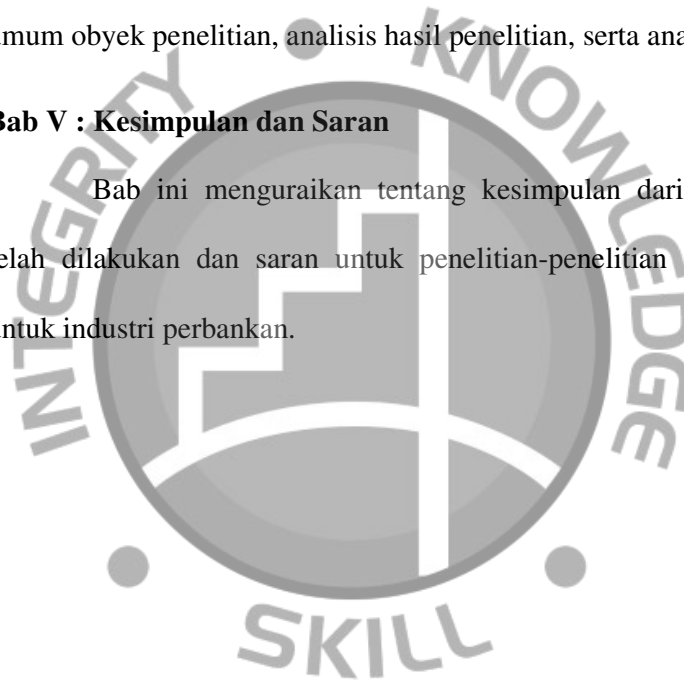 umum obyek penelitian, analisis hasil penelitian, serta ana
Bab V : Kesimpulan dan Saran
Bab ini menguraikan tentang kesimpulan dari
elah dilakukan dan saran untuk penelitian-penelitian
ntuk industri perbankan.
INTEGRITY
KNOWLEDGE
SKILL